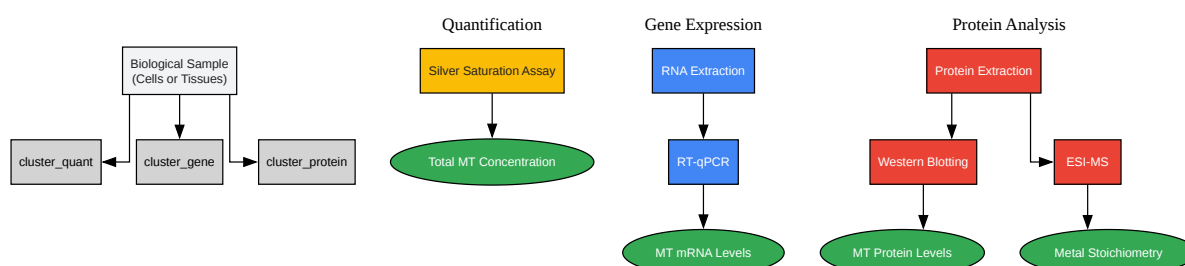 Quantification
Gene Expression
Protein Analysis
Biological Sample
(Cells or Tissues)
Silver Saturation Assay
RNA Extraction
Protein Extraction
cluster_quant
cluster_gene
cluster_protein
Total MT Concentration
RT-qPCR
Western Blotting
ESI-MS
MT mRNA Levels
MT Protein Levels
Metal Stoichiometry